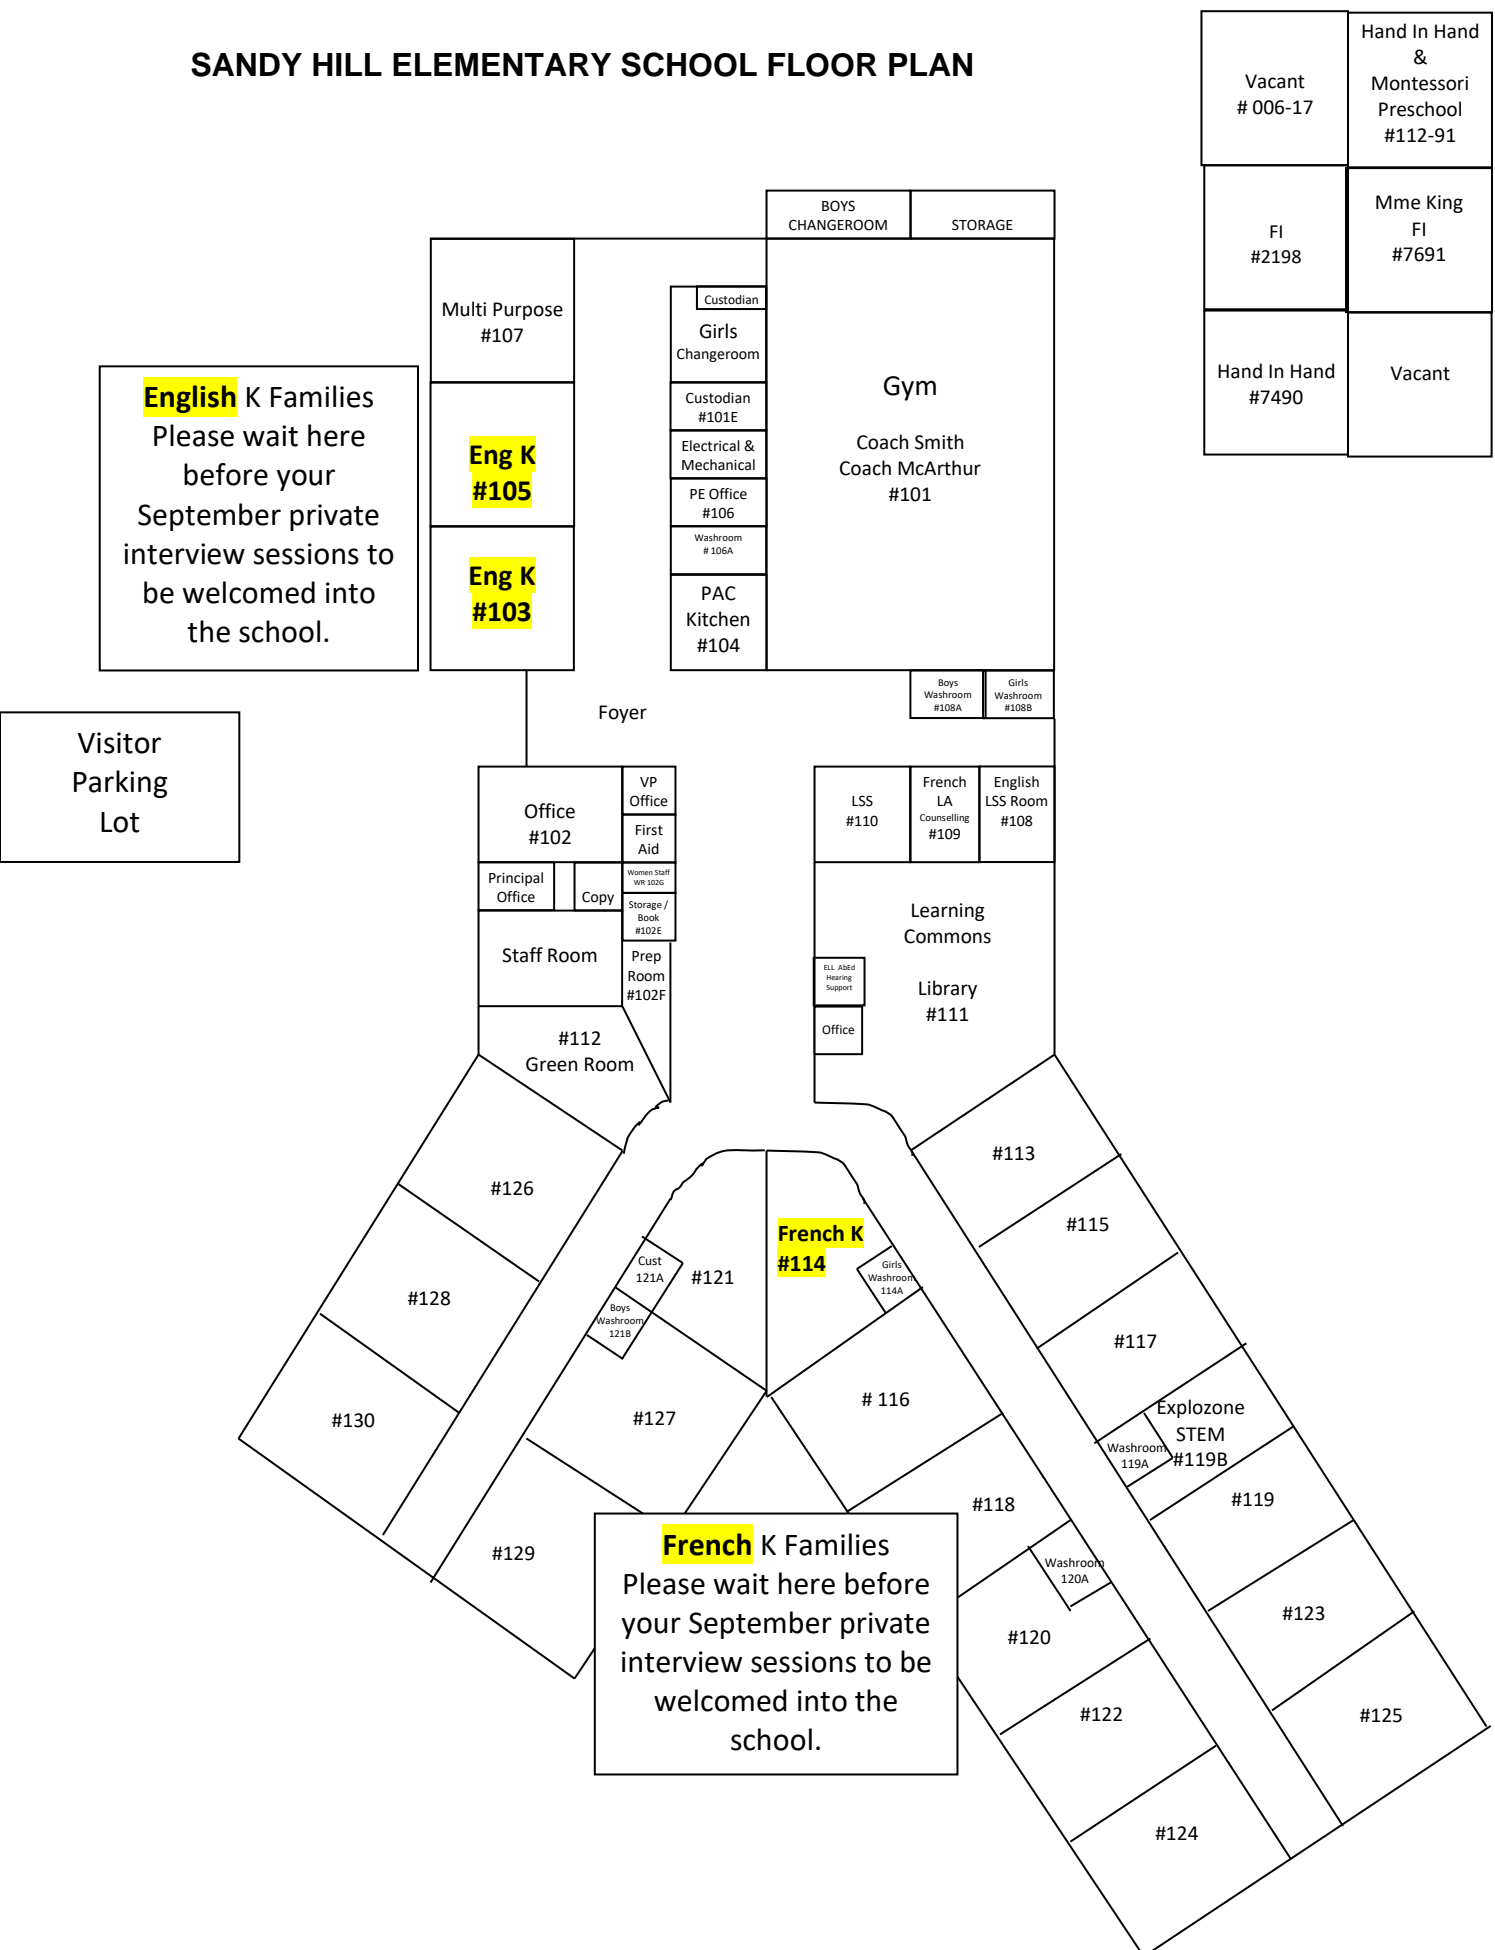 SANDY HILL ELEMENTARY SCHOOL FLOOR PLAN
Vacant
# 006-17
Hand In Hand
&
Montessori
Preschool
#112-91
FI
#2198
Mme King
FI
#7691
Hand In Hand
#7490
Vacant
BOYS
CHANGEROOM
STORAGE
Multi Purpose
#107
Custodian
Girls
Changeroom
Custodian
#101E
Electrical &
Mechanical
PE Office
#106
Washroom
# 106A
PAC
Kitchen
#104
Gym
Coach Smith
Coach McArthur
#101
English K Families
Please wait here
before your
September private
interview sessions to
be welcomed into
the school.
Eng K
#105
Eng K
#103
Boys
Washroom
#108A
Girls
Washroom
#108B
Foyer
Visitor
Parking
Lot
Office
#102
VP
Office
First
Aid
LSS
#110
French
LA
Counselling
#109
English
LSS Room
#108
Principal
Office
Copy
Women Staff
WR 102G
Storage /
Book
#102E
Staff Room
Prep
Room
#102F
Learning
Commons
Library
#111
ELL AbEd
Hearing
Support
Office
#112
Green Room
#126
#128
#130
#113
#115
#117
Explozone
STEM
#119B
Washroom
119A
#119
#123
#125
Cust
121A
#121
Boys
Washroom
121B
French K
#114
Girls
Washroom
114A
#127
#129
# 116
#118
Washroom
120A
#120
#122
#124
French K Families
Please wait here before
your September private
interview sessions to be
welcomed into the
school.